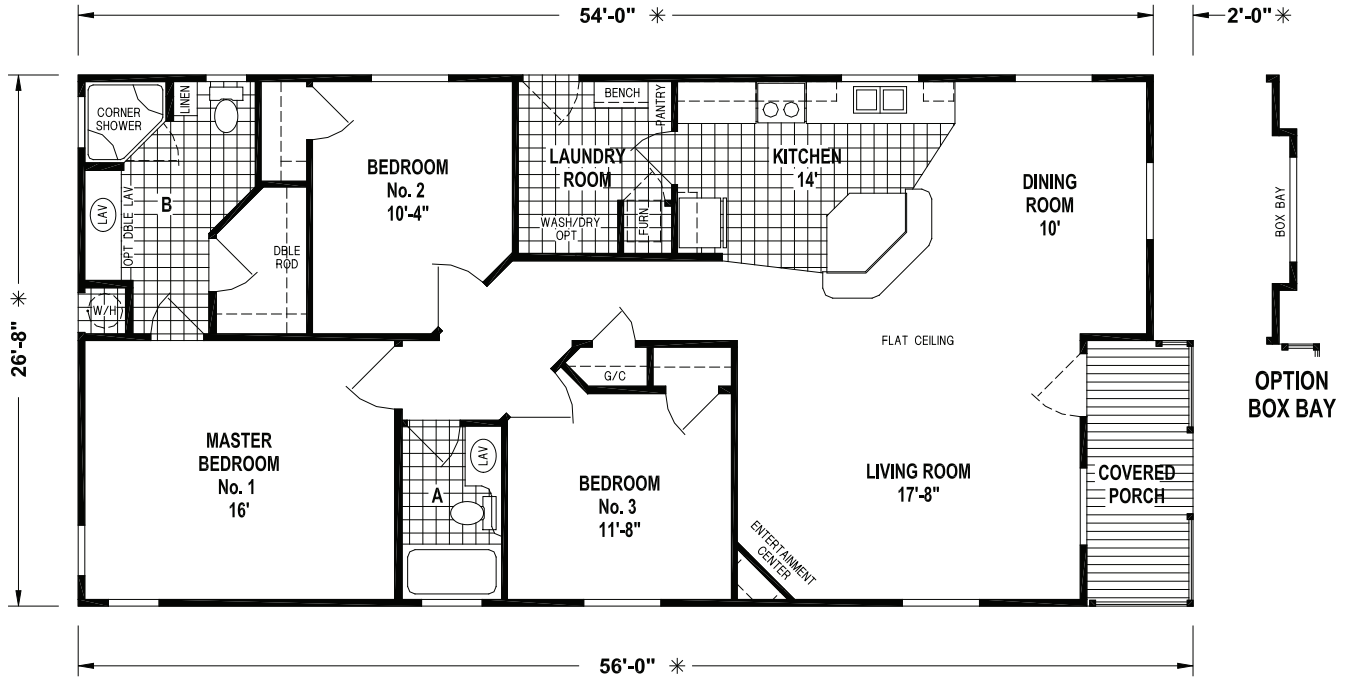 54'-0" ✳
2'-0" ✳
CORNER
SHOWER
LINEN
BENCH
PANTRY
BEDROOM
No. 2
10'-4"
LAUNDRY
ROOM
KITCHEN
14'
DINING
ROOM
10'
BOX BAY
LAV
OPT DBLE LAV
B
DBLE
ROD
WASH/DRY
OPT
FURN
W/H
26'-8" ✳
FLAT CEILING
G/C
OPTION
BOX BAY
MASTER
BEDROOM
No. 1
16'
LAV
A
BEDROOM
No. 3
11'-8"
LIVING ROOM
17'-8"
COVERED
PORCH
ENTERTAINMENT
CENTER
56'-0" ✳